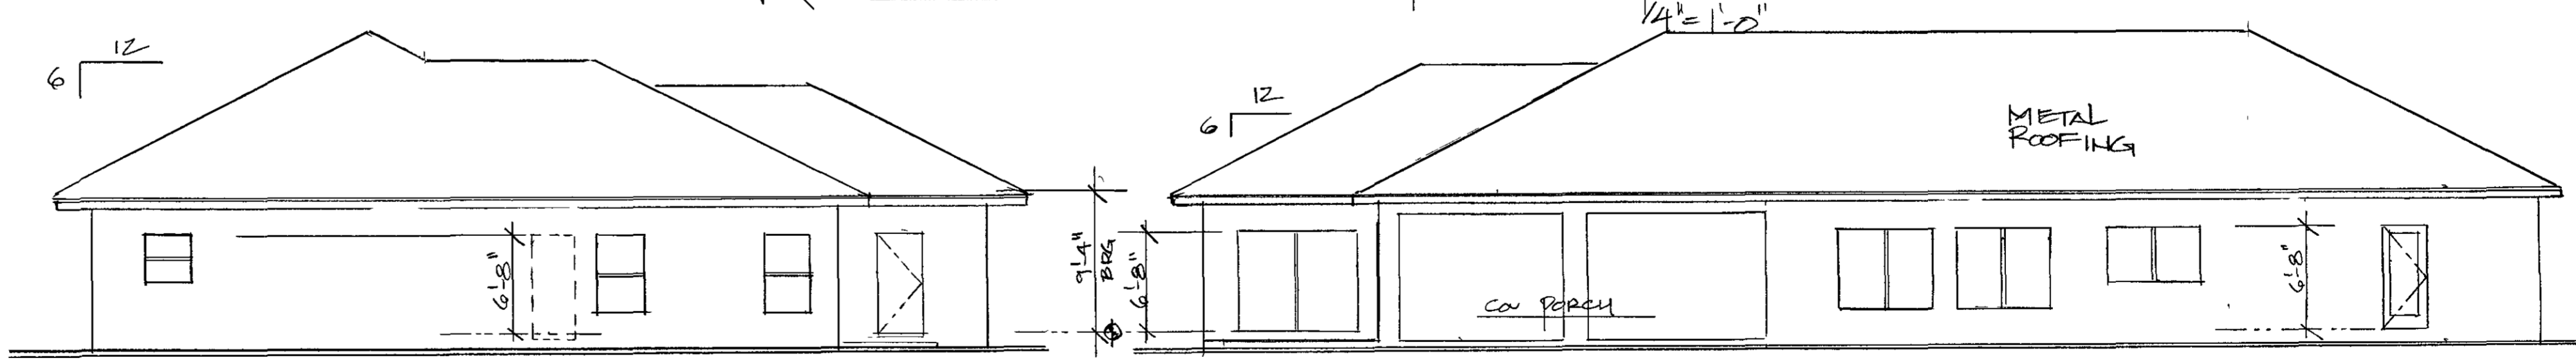 1/4" = 1'-0"
12
6
6'-8"
9'-4"
BRG
6'-8"
12
6
COV PORCH
METAL
ROOFING
6'-8"